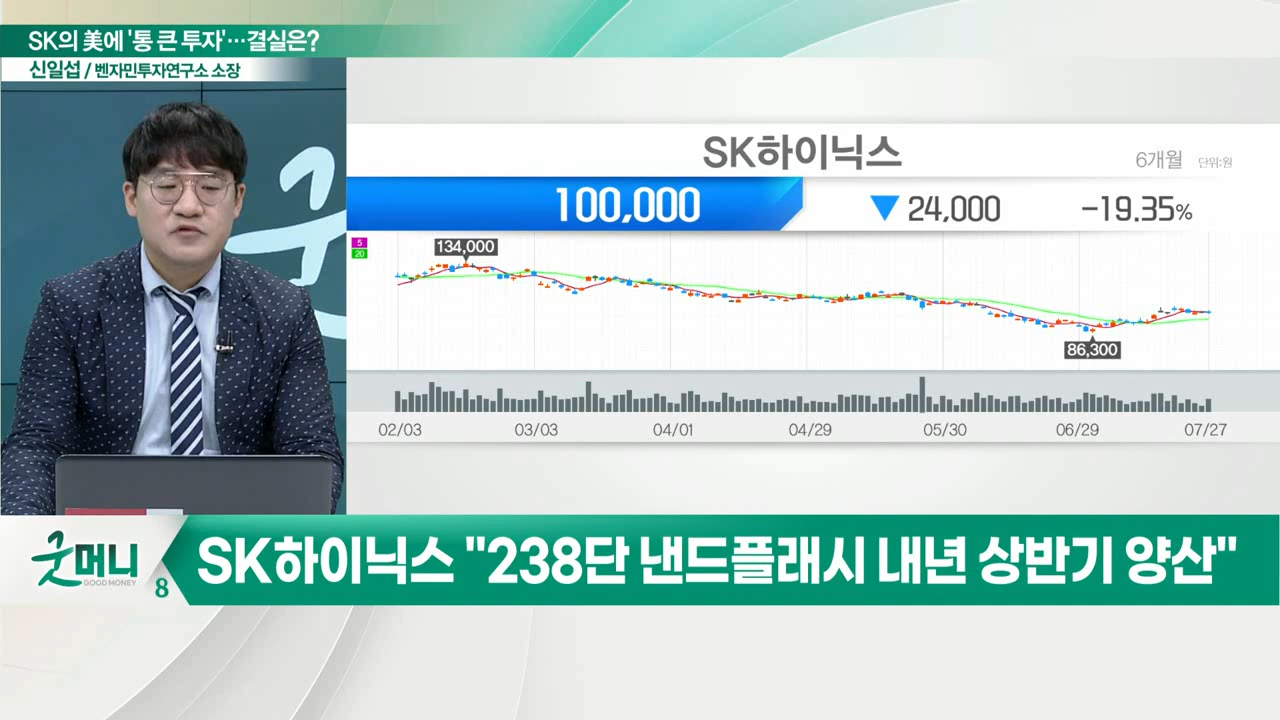 SK의 美에 '통 큰 투자'…결실은?
신일섭 / 벤자민투자연구소 소장
SK하이닉스
6개월 단위:원
100,000 ▼ 24,000 -19.35%
5
20
134,000
86,300
02/03 03/03 04/01 04/29 05/30 06/29 07/27
굿머니
GOOD MONEY
8
SK하이닉스 "238단 낸드플래시 내년 상반기 양산"